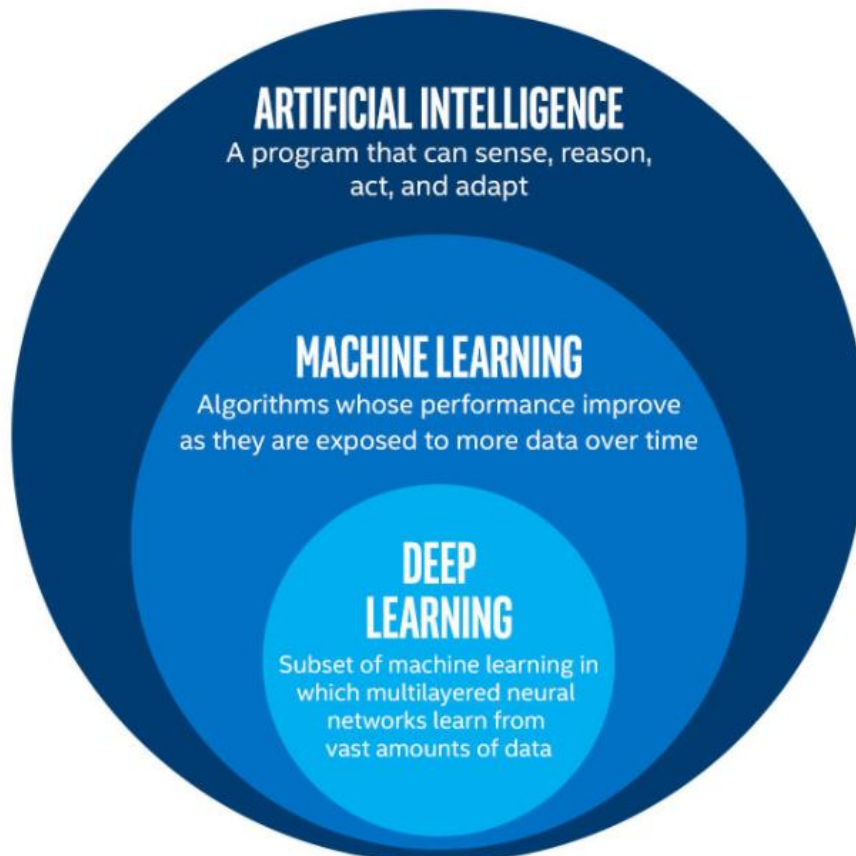 ARTIFICIAL INTELLIGENCE
A program that can sense, reason,
act, and adapt
MACHINE LEARNING
Algorithms whose performance improve
as they are exposed to more data over time
DEEP
LEARNING
Subset of machine learning in
which multilayered neural
networks learn from
vast amounts of data